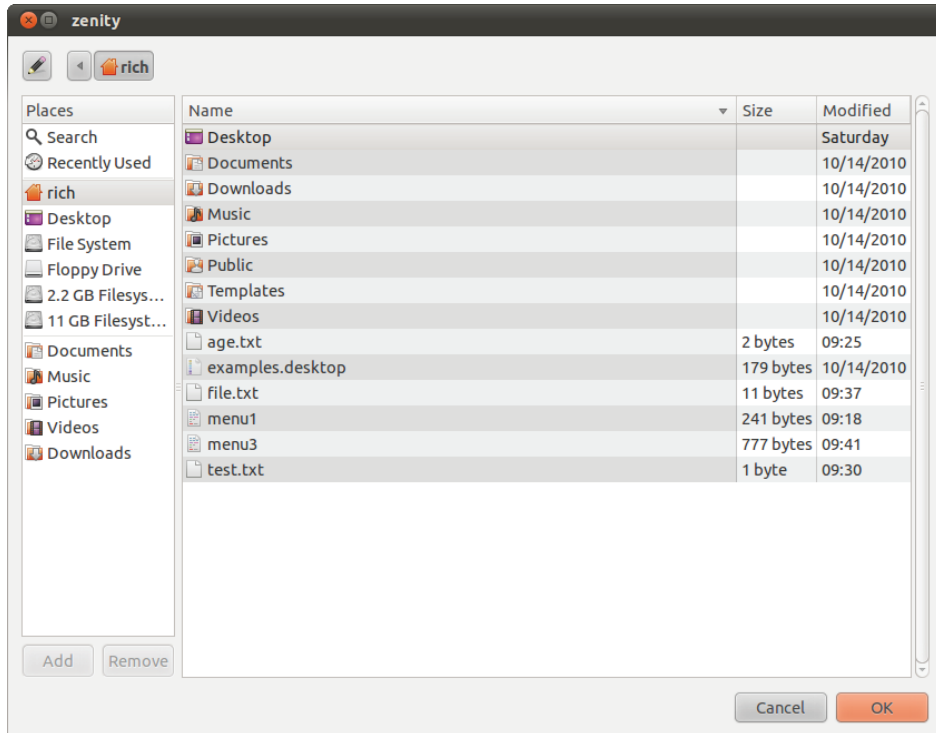 zenity
rich
Places
Search
Recently Used
rich
Desktop
File System
Floppy Drive
2.2 GB Filesys...
11 GB Filesyst...
Documents
Music
Pictures
Videos
Downloads
Add Remove
Name Size Modified
Desktop Saturday
Documents 10/14/2010
Downloads 10/14/2010
Music 10/14/2010
Pictures 10/14/2010
Public 10/14/2010
Templates 10/14/2010
Videos 10/14/2010
age.txt 2 bytes 09:25
examples.desktop 179 bytes 10/14/2010
file.txt 11 bytes 09:37
menu1 241 bytes 09:18
menu3 777 bytes 09:41
test.txt 1 byte 09:30
Cancel OK